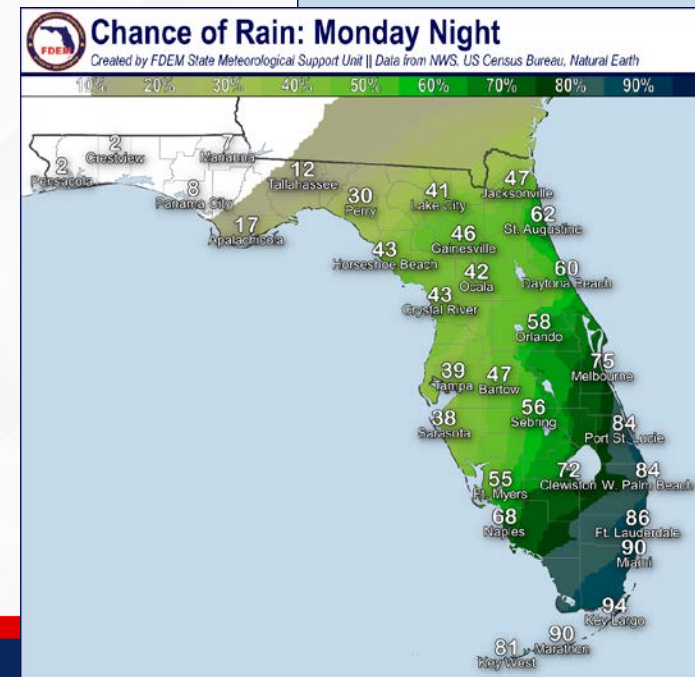 FDEM
Chance of Rain: Monday Night
Created by FDEM State Meteorological Support Unit || Data from NWS, US Census Bureau, Natural Earth
10% 20% 30% 40% 50% 60% 70% 80% 90%
2
Crestview
7
Marianna
2
Pensacola
8
Panama City
12
Tallahassee
17
Apalachicola
30
Perry
41
Lake City
47
Jacksonville
62
St. Augustine
46
Gainesville
43
Horseshoe Beach
42
Ocala
60
Daytona Beach
43
Crystal River
58
Orlando
75
Melbourne
39
Tampa
47
Bartow
38
Sarasota
56
Sebring
84
Port St. Lucie
55
Ft. Myers
72
Clewiston
84
W. Palm Beach
68
Naples
86
Ft. Lauderdale
90
Miami
94
Key Largo
90
Marathon
81
Key West